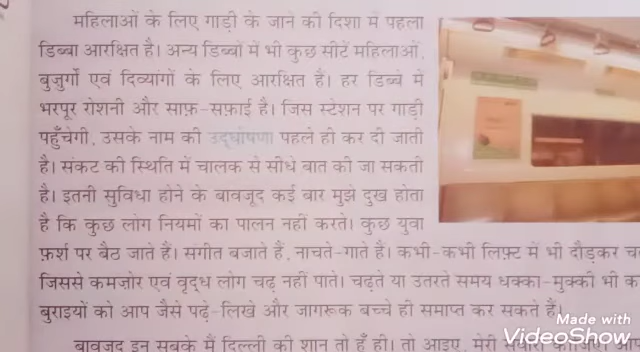 महिलाओं के लिए गाड़ी के जाने की दिशा में पहला
डिब्बा आरक्षित है। अन्य डिब्बों में भी कुछ सीटें महिलाओं,
बुज़ुर्गों एवं दिव्यांगों के लिए आरक्षित हैं। हर डिब्बे में
भरपूर रोशनी और साफ़-सफ़ाई है। जिस स्टेशन पर गाड़ी
पहुँचेगी, उसके नाम की उद्घोषणा पहले ही कर दी जाती
है। संकट की स्थिति में चालक से सीधे बात की जा सकती
है। इतनी सुविधा होने के बावजूद कई बार मुझे दुख होता
है कि कुछ लोग नियमों का पालन नहीं करते। कुछ युवा
फ़र्श पर बैठ जाते हैं। संगीत बजाते हैं, नाचते-गाते हैं। कभी-कभी लिफ़्ट में भी दौड़कर
जिससे कमज़ोर एवं वृद्ध लोग चढ़ नहीं पाते। चढ़ते या उतरते समय धक्का-मुक्की भी
बुराइयों को आप जैसे पढ़े-लिखे और जागरूक बच्चे ही समाप्त कर सकते हैं।
बावजूद इन सबके मैं दिल्ली की शान तो हूँ ही। तो आइए, मेरी
Made with
VideoShow